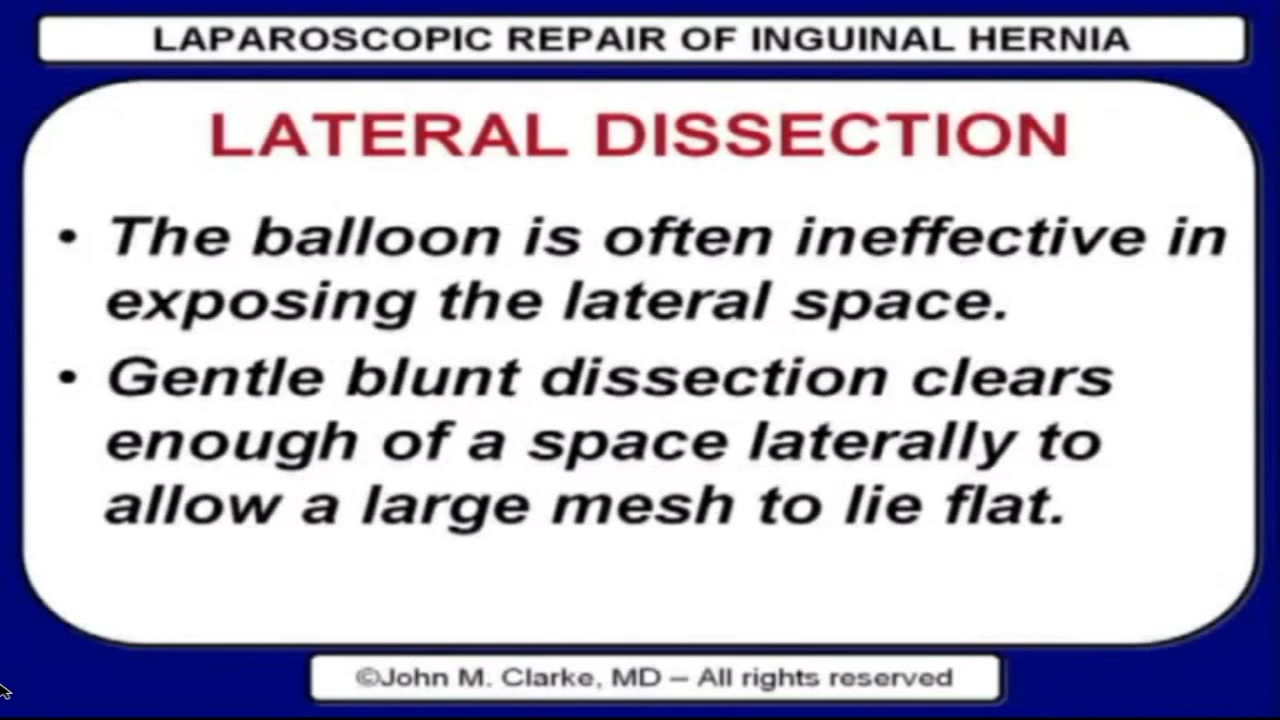 LAPAROSCOPIC REPAIR OF INGUINAL HERNIA
LATERAL DISSECTION
• The balloon is often ineffective in
exposing the lateral space.
• Gentle blunt dissection clears
enough of a space laterally to
allow a large mesh to lie flat.
©John M. Clarke, MD – All rights reserved